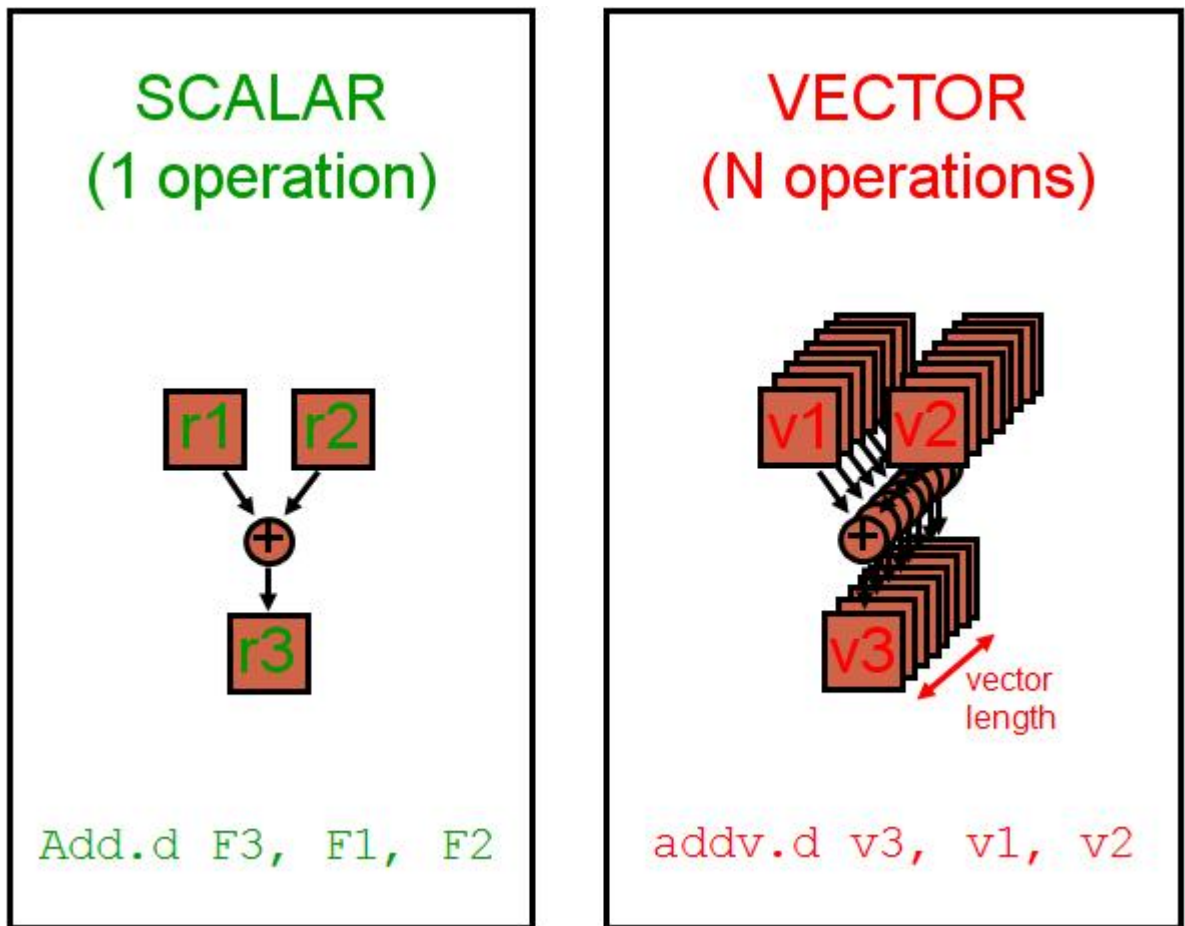 SCALAR
(1 operation)
r1 r2
+
r3
Add.d F3, F1, F2
VECTOR
(N operations)
v1 v2
+
v3
vector
length
addv.d v3, v1, v2